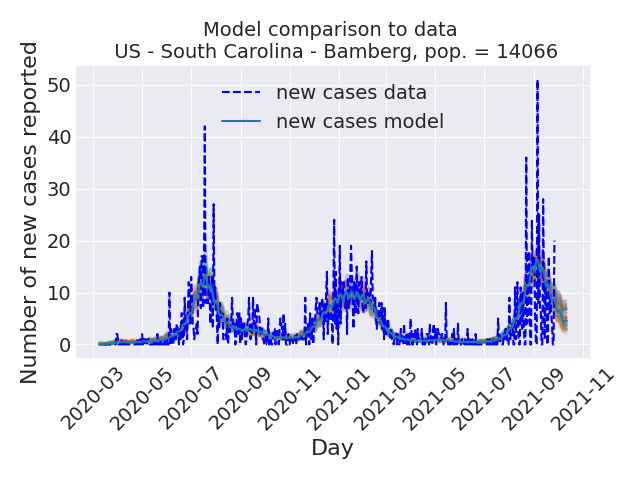 Model comparison to data
US - South Carolina - Bamberg, pop. = 14066
Number of new cases reported
50
40
30
20
10
0
new cases data
new cases model
2020-03
2020-05
2020-07
2020-09
2020-11
2021-01
2021-03
2021-05
2021-07
2021-09
2021-11
Day